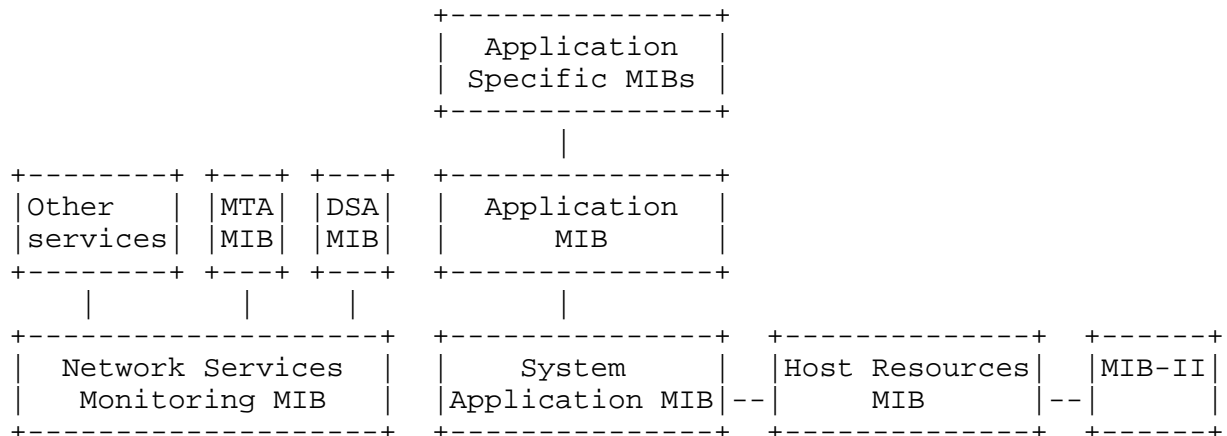 +---------------+
                         |  Application  |
                         | Specific MIBs |
                         +---------------+
                                |
+--------+ +---+ +---+   +---------------+
|Other   | |MTA| |DSA|   |  Application  |
|services| |MIB| |MIB|   |      MIB      |
+--------+ +---+ +---+   +---------------+
    |        |     |            |
+--------------------+  +---------------+  +--------------+  +------+
|  Network Services  |  |    System     |  |Host Resources|  |MIB-II|
|   Monitoring MIB   |  |Application MIB|--|     MIB      |--|      |
+--------------------+  +---------------+  +--------------+  +------+